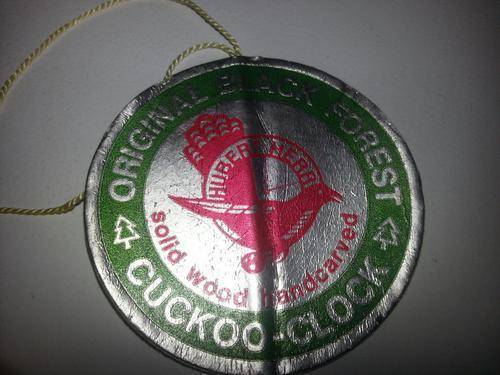 ORIGINAL BLACK FOREST
HUBERT HERR
solid wood handcarved
CUCKOO-CLOCK